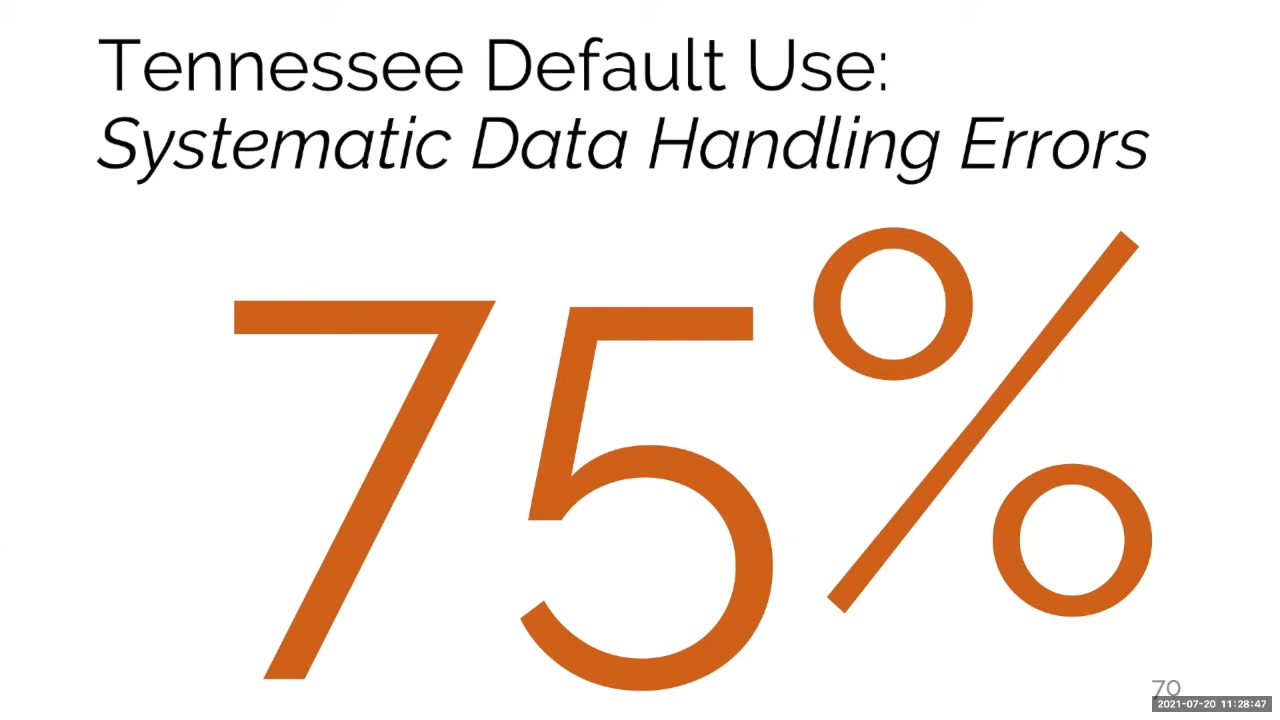 Tennessee Default Use:
Systematic Data Handling Errors
75%
70
2021-07-20 11:28:47